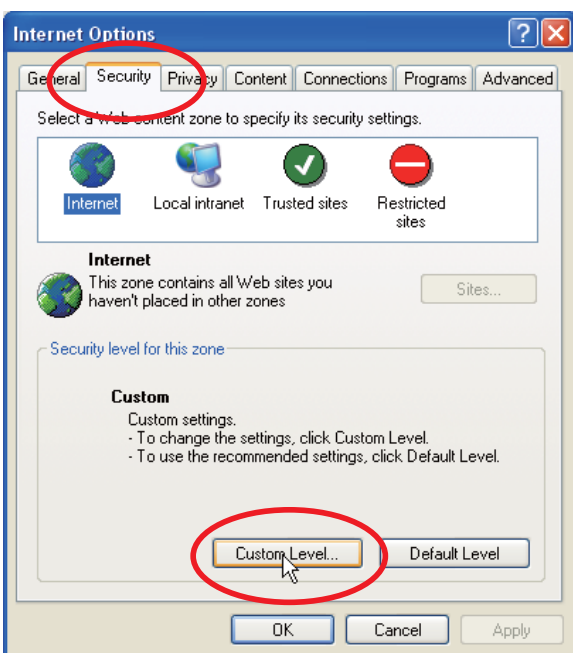 Internet Options
General Security Privacy Content Connections Programs Advanced
Select a Web content zone to specify its security settings.
Internet Local intranet Trusted sites Restricted sites
Internet
This zone contains all Web sites you
haven't placed in other zones
Sites...
Security level for this zone
Custom
Custom settings.
- To change the settings, click Custom Level.
- To use the recommended settings, click Default Level.
Custom Level... Default Level
OK Cancel Apply